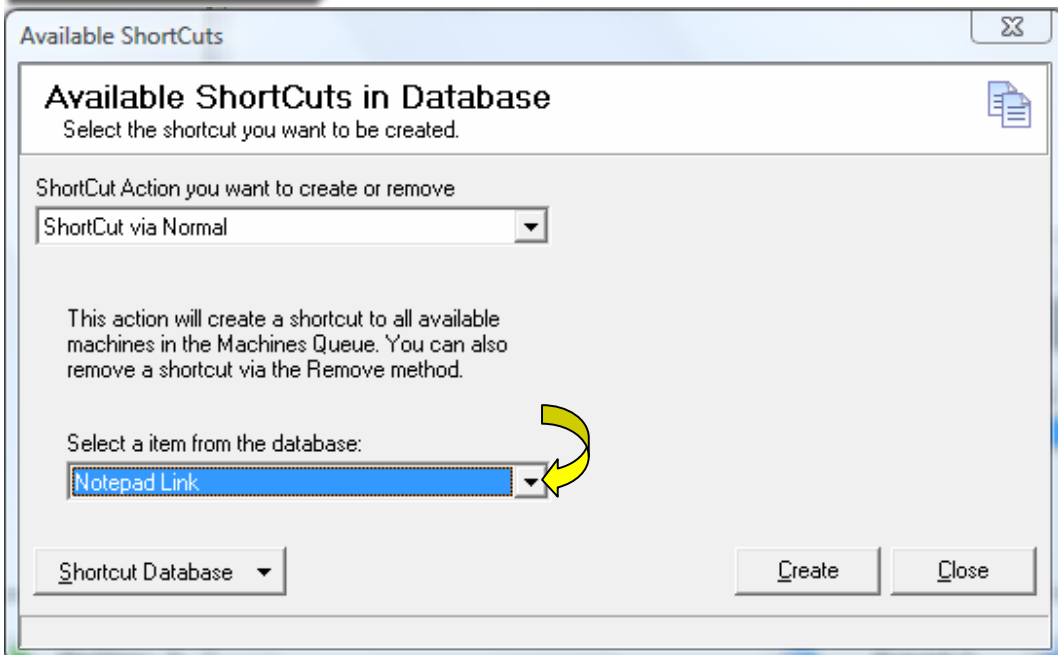 Available ShortCuts
Available ShortCuts in Database
Select the shortcut you want to be created.
ShortCut Action you want to create or remove
ShortCut via Normal
This action will create a shortcut to all available
machines in the Machines Queue. You can also
remove a shortcut via the Remove method.
Select a item from the database:
Notepad Link
Shortcut Database
Create
Close